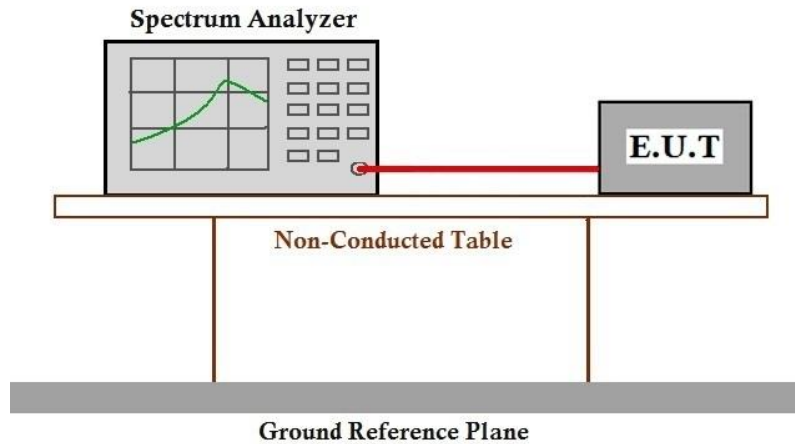 Spectrum Analyzer
E.U.T
Non-Conducted Table
Ground Reference Plane